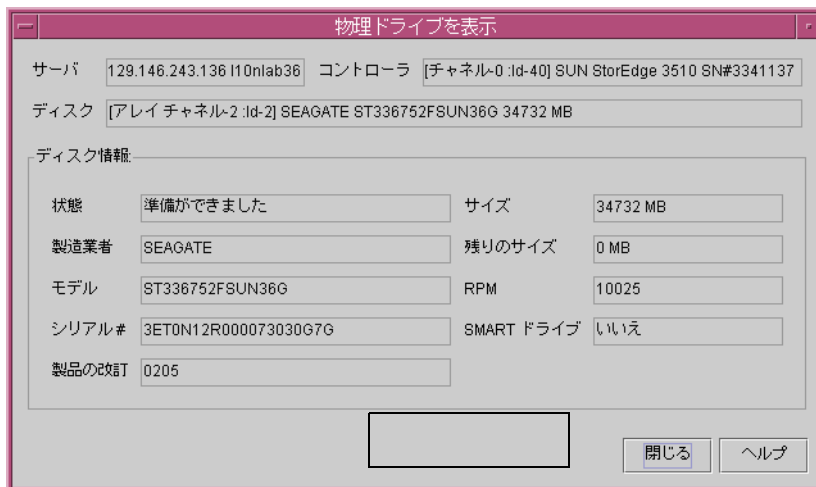 物理ドライブを表示
サーバ 129.146.243.136 l10nlab36 コントローラ [チャネル-0 :Id-40] SUN StorEdge 3510 SN#3341137
ディスク [アレイ チャネル-2 :Id-2] SEAGATE ST336752FSUN36G 34732 MB
ディスク情報:
状態 準備ができました サイズ 34732 MB
製造業者 SEAGATE 残りのサイズ 0 MB
モデル ST336752FSUN36G RPM 10025
シリアル # 3ET0N12R000073030G7G SMART ドライブ いいえ
製品の改訂 0205
閉じる ヘルプ